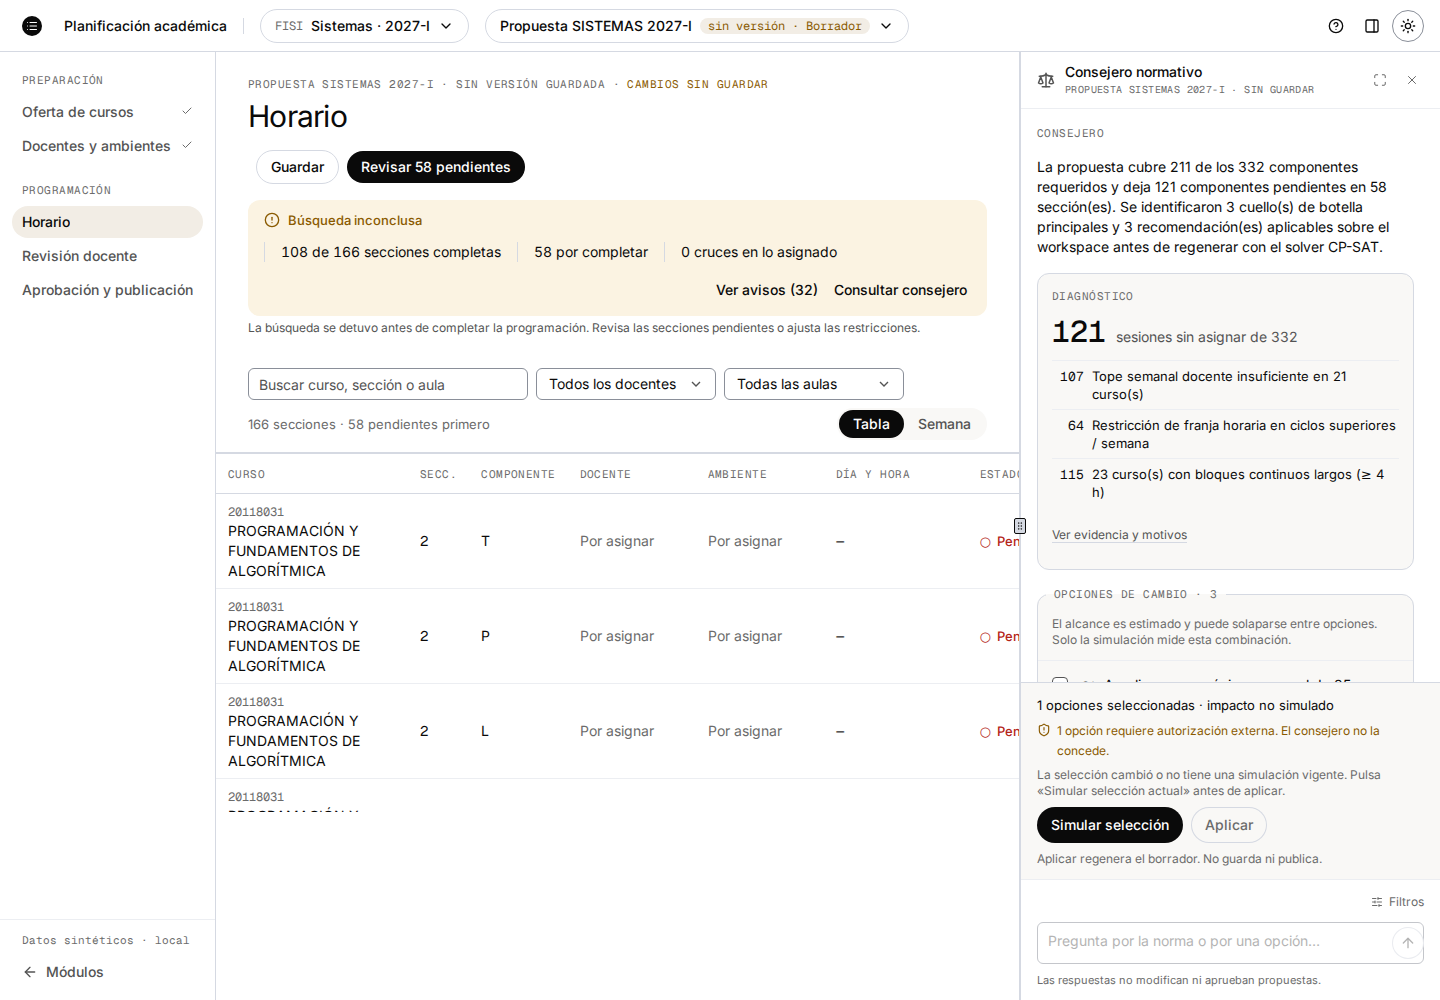 Planificación académica
FISI Sistemas · 2027-I
Propuesta SISTEMAS 2027-I sin versión · Borrador
PREPARACIÓN
Oferta de cursos
Docentes y ambientes
PROGRAMACIÓN
Horario
Revisión docente
Aprobación y publicación
Datos sintéticos · local
Módulos
PROPUESTA SISTEMAS 2027-I · SIN VERSIÓN GUARDADA · CAMBIOS SIN GUARDAR
Horario
Guardar
Revisar 58 pendientes
Búsqueda inconclusa
108 de 166 secciones completas
58 por completar
0 cruces en lo asignado
Ver avisos (32)
Consultar consejero
La búsqueda se detuvo antes de completar la programación. Revisa las secciones pendientes o ajusta las restricciones.
Buscar curso, sección o aula
Todos los docentes
Todas las aulas
166 secciones · 58 pendientes primero
Tabla
Semana
CURSO SECC. COMPONENTE DOCENTE AMBIENTE DÍA Y HORA ESTADO
20118031
PROGRAMACIÓN Y
FUNDAMENTOS DE
ALGORÍTMICA
2 T Por asignar Por asignar – Pen
20118031
PROGRAMACIÓN Y
FUNDAMENTOS DE
ALGORÍTMICA
2 P Por asignar Por asignar – Pen
20118031
PROGRAMACIÓN Y
FUNDAMENTOS DE
ALGORÍTMICA
2 L Por asignar Por asignar – Pen
20118031
Consejero normativo
PROPUESTA SISTEMAS 2027-I · SIN GUARDAR
CONSEJERO
La propuesta cubre 211 de los 332 componentes
requeridos y deja 121 componentes pendientes en 58
sección(es). Se identificaron 3 cuello(s) de botella
principales y 3 recomendación(es) aplicables sobre el
workspace antes de regenerar con el solver CP-SAT.
DIAGNÓSTICO
121 sesiones sin asignar de 332
107 Tope semanal docente insuficiente en 21
curso(s)
64 Restricción de franja horaria en ciclos superiores
/ semana
115 23 curso(s) con bloques continuos largos (≥ 4
h)
Ver evidencia y motivos
OPCIONES DE CAMBIO · 3
El alcance es estimado y puede solaparse entre opciones.
Solo la simulación mide esta combinación.
1 opciones seleccionadas · impacto no simulado
1 opción requiere autorización externa. El consejero no la
concede.
La selección cambió o no tiene una simulación vigente. Pulsa
«Simular selección actual» antes de aplicar.
Simular selección
Aplicar
Aplicar regenera el borrador. No guarda ni publica.
Filtros
Pregunta por la norma o por una opción...
Las respuestas no modifican ni aprueban propuestas.